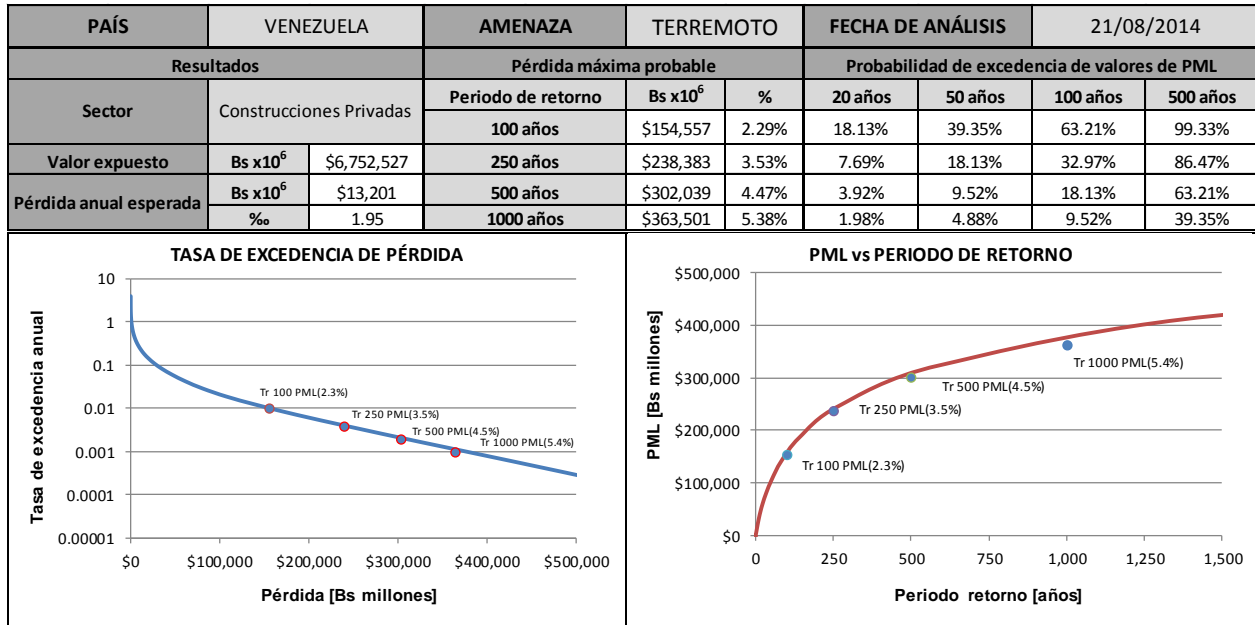 PAÍS VENEZUELA AMENAZA TERREMOTO FECHA DE ANÁLISIS 21/08/2014
Resultados Pérdida máxima probable Probabilidad de excedencia de valores de PML
Sector Construcciones Privadas Periodo de retorno Bs x10⁶ % 20 años 50 años 100 años 500 años
100 años $154,557 2.29% 18.13% 39.35% 63.21% 99.33%
Valor expuesto Bs x10⁶ $6,752,527 250 años $238,383 3.53% 7.69% 18.13% 32.97% 86.47%
Pérdida anual esperada Bs x10⁶ $13,201 500 años $302,039 4.47% 3.92% 9.52% 18.13% 63.21%
‰ 1.95 1000 años $363,501 5.38% 1.98% 4.88% 9.52% 39.35%
TASA DE EXCEDENCIA DE PÉRDIDA
Tasa de excedencia anual
10
1
0.1
0.01
0.001
0.0001
0.00001
Tr 100 PML(2.3%)
Tr 250 PML(3.5%)
Tr 500 PML(4.5%)
Tr 1000 PML(5.4%)
$0 $100,000 $200,000 $300,000 $400,000 $500,000
Pérdida [Bs millones]
PML vs PERIODO DE RETORNO
PML [Bs millones]
$500,000
$400,000
$300,000
$200,000
$100,000
$0
Tr 1000 PML(5.4%)
Tr 500 PML(4.5%)
Tr 250 PML(3.5%)
Tr 100 PML(2.3%)
0 250 500 750 1,000 1,250 1,500
Periodo retorno [años]